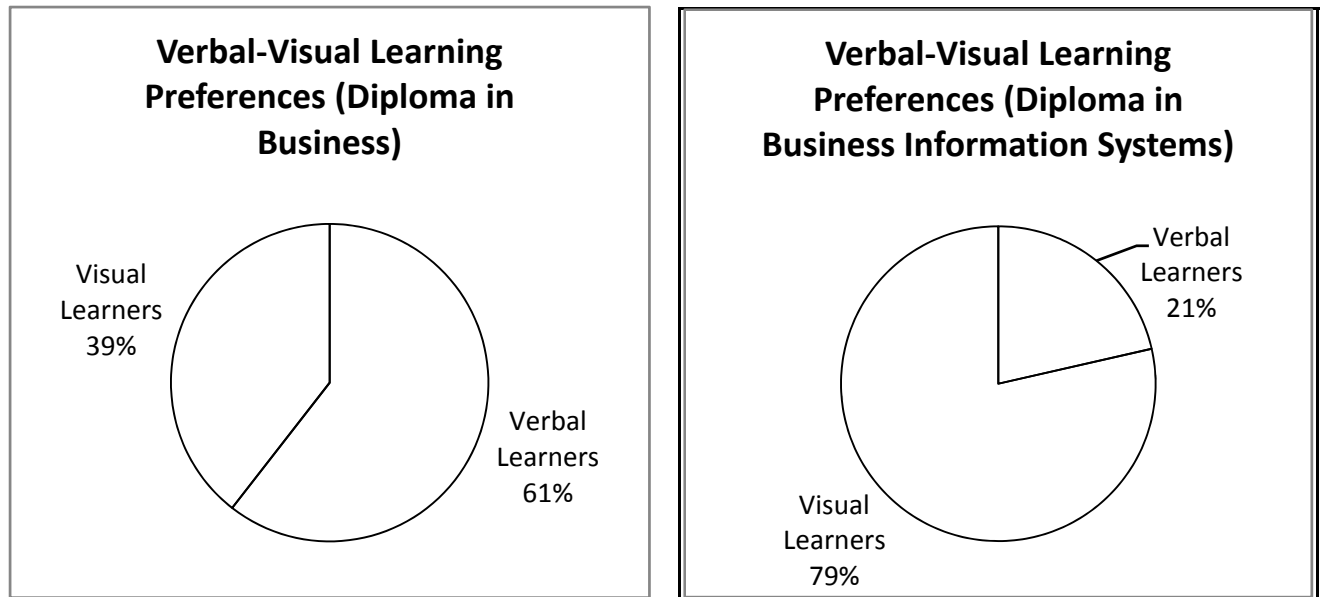 Verbal-Visual Learning
Preferences (Diploma in
Business)
Visual
Learners
39%
Verbal
Learners
61%
Verbal-Visual Learning
Preferences (Diploma in
Business Information Systems)
Verbal
Learners
21%
Visual
Learners
79%